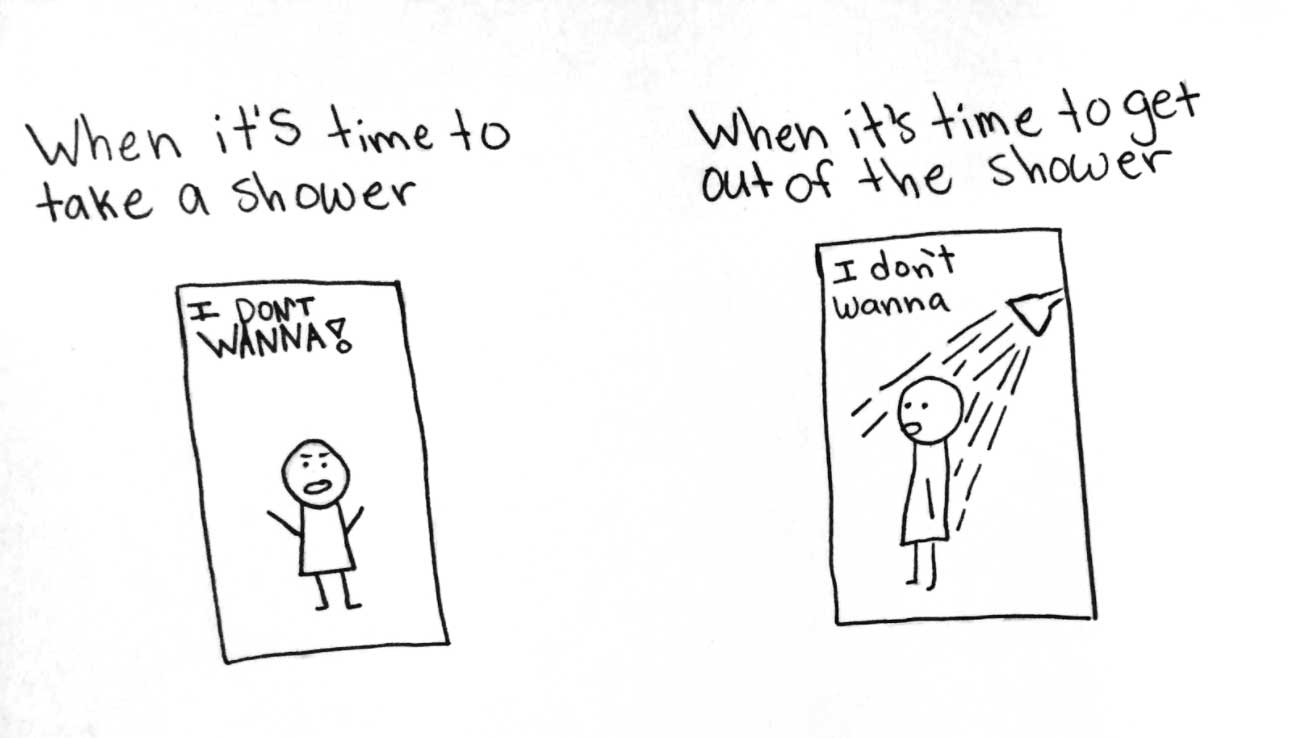 When it's time to
take a shower
I DON'T
WANNA!
When it's time to get
out of the shower
I don't
wanna